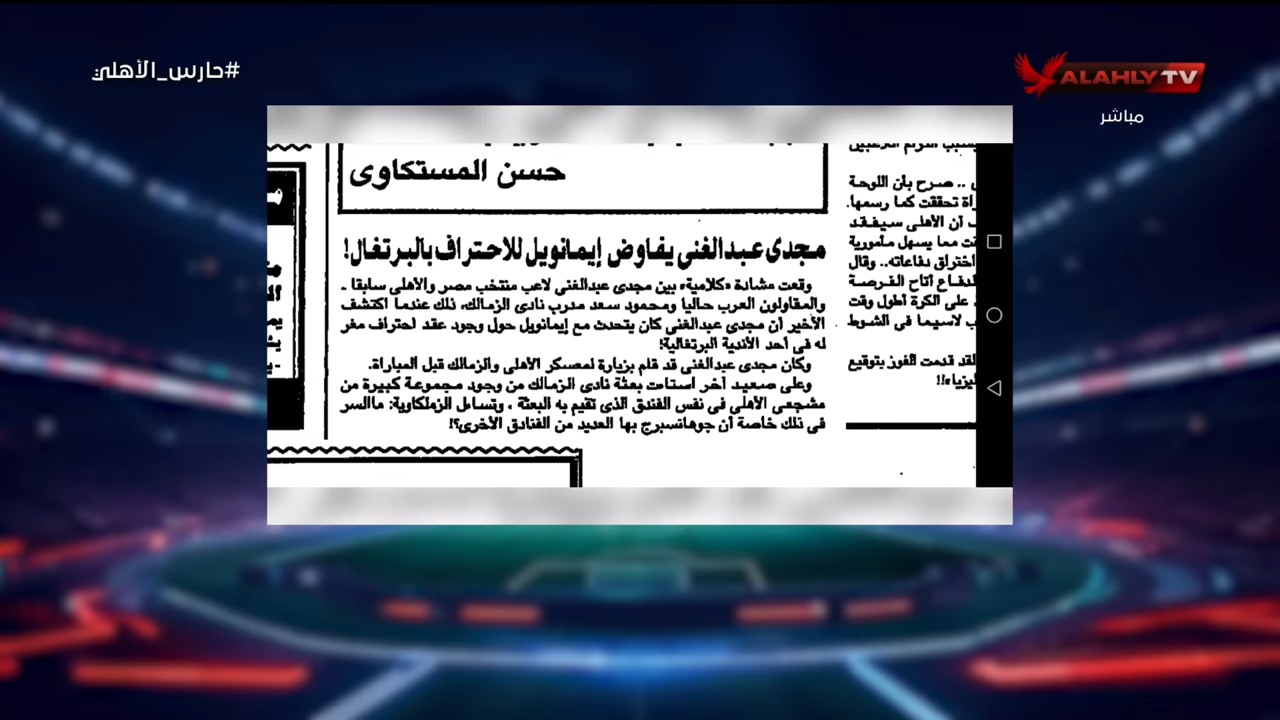 #حارس_الأهلي
ALAHLY TV
مباشر
حسن المستكاوى
مجدى عبدالغنى يفاوض إيمانويل للاحتراف بالبرتغال!
وقعت مشادة «كلامية» بين مجدى عبدالغنى لاعب منتخب مصر والأهلى سابقا ـ
والمقاولون العرب حاليا ومحمود سعد مدرب نادى الزمالك، ذلك عندما اكتشف
الأخير أن مجدى عبدالغنى كان يتحدث مع إيمانويل حول وجود عقد لحتراف مغر
له فى أحد الأندية البرتغالية!
وكان مجدى عبدالغنى قد قام بزيارة لمعسكر الأهلى والزمالك قبل المباراة.
وعلى صعيد أخر استاءت بعثة نادى الزمالك من وجود مجموعة كبيرة من
مشجعى الأهلى فى نفس الفندق الذى تقيم به البعثة ، وتساءل الزملكاوية: ماالسر
فى ذلك خاصة أن جوهانسبرج بها العديد من الفنادق الأخرى؟!
.. صرح بأن اللوحة
تحققت كما رسمها.
أن الأهلى سيفقد
مما يسهل مأمورية
أختراق دفاعاته.. وقال
أتاح الفرصة
على الكرة أطول وقت
لاسيما فى الشوط
لقد قدمت الفوز بتوقيع